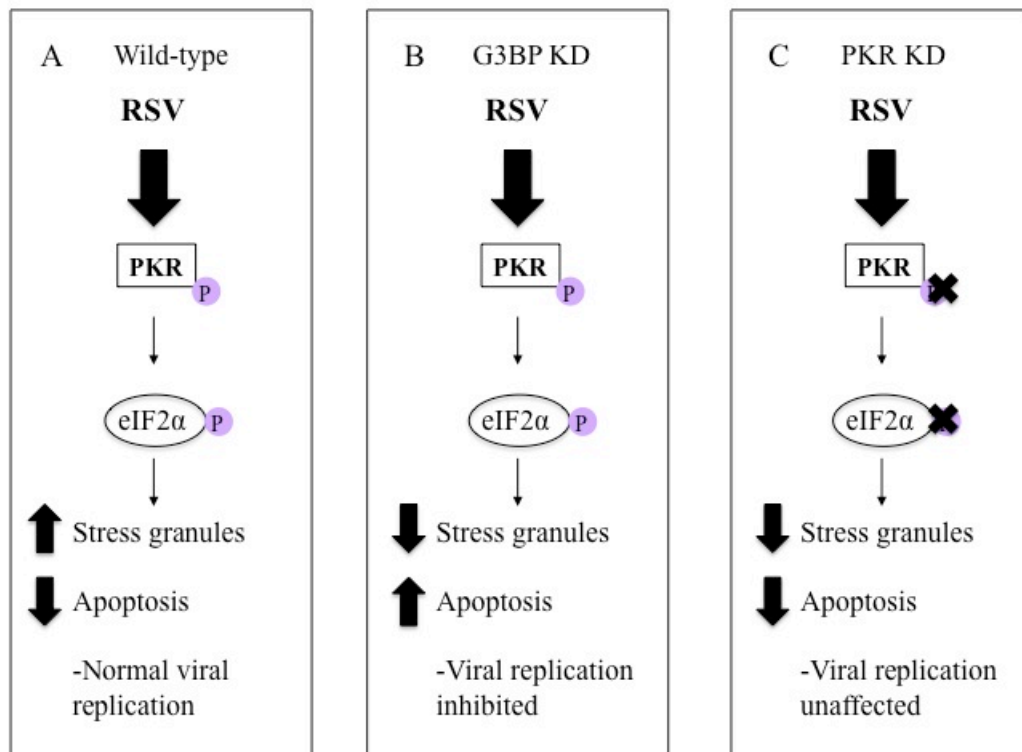 A Wild-type
RSV
PKR
P
eIF2α
P
Stress granules
Apoptosis
-Normal viral
replication
B G3BP KD
RSV
PKR
P
eIF2α
P
Stress granules
Apoptosis
-Viral replication
inhibited
C PKR KD
RSV
PKR
P
eIF2α
Stress granules
Apoptosis
-Viral replication
unaffected